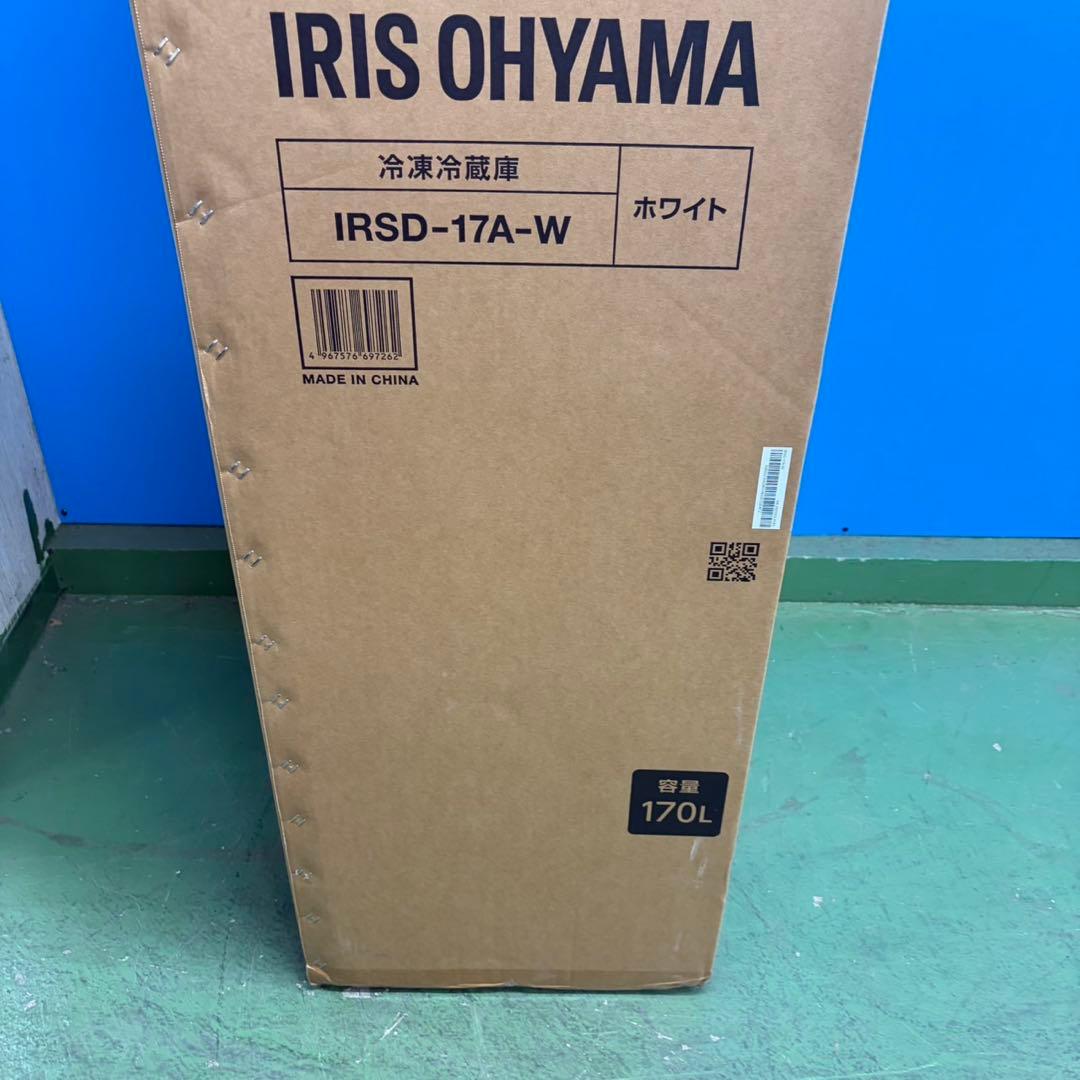 IRIS OHYAMA
冷凍冷蔵庫
IRSD-17A-W
ホワイト
4 967576 697262
MADE IN CHINA
容量
170L